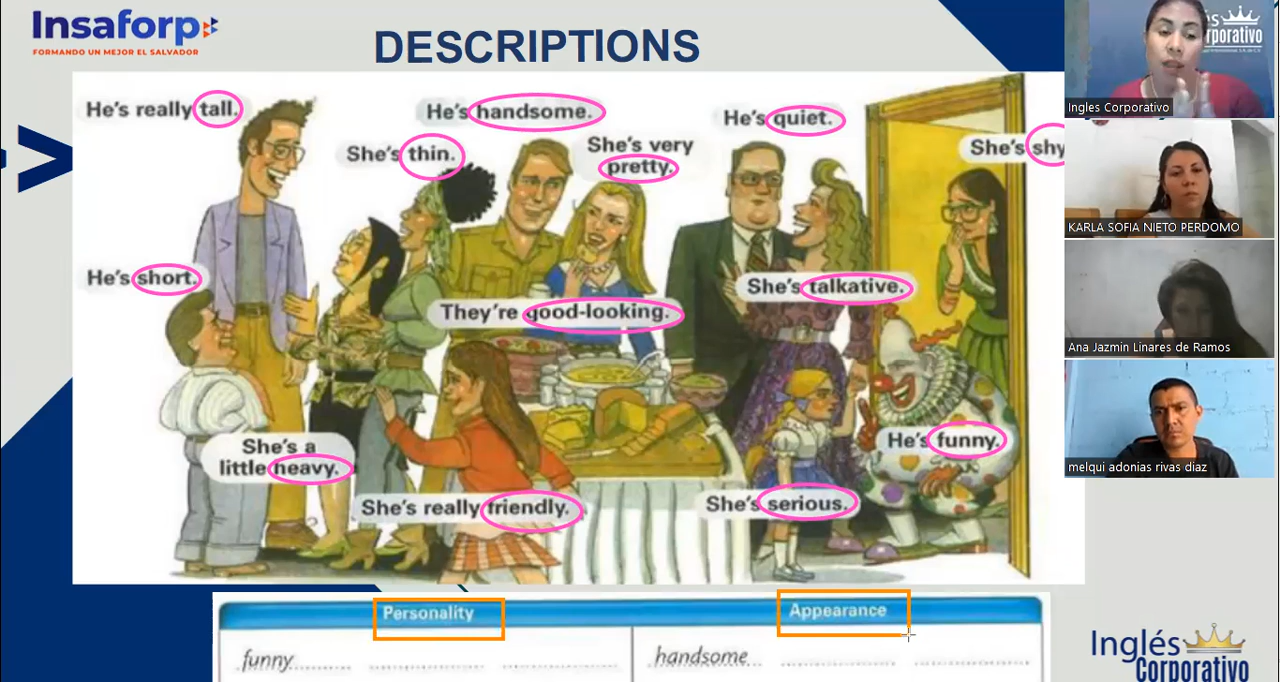 Insaforp
FORMANDO UN MEJOR EL SALVADOR
DESCRIPTIONS
He's really tall.
He's handsome.
He's quiet.
She's shy
She's thin.
She's very
pretty.
He's short.
She's talkative.
They're good-looking.
She's a
little heavy.
He's funny.
She's really friendly.
She's serious.
Personality
Appearance
funny
handsome
Inglés
Corporativo
Ingles Corporativo
KARLA SOFIA NIETO PERDOMO
Ana Jazmin Linares de Ramos
melqui adonias rivas diaz